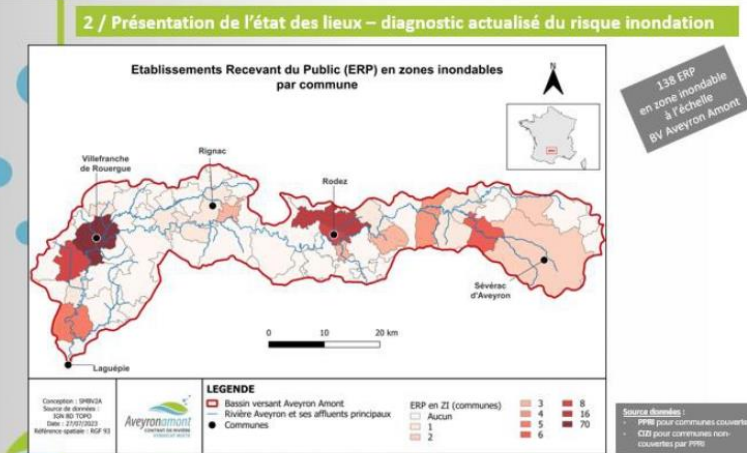 2 / Présentation de l'état des lieux – diagnostic actualisé du risque inondation
Etablissements Recevant du Public (ERP) en zones inondables
par commune
N
138 ERP
en zone inondable
à l'échelle
BV Aveyron Amont
Villefranche
de Rouergue
Rignac
Rodez
Sévérac
d'Aveyron
Laguépie
0 10 20 km
Conception : SMBV2A
Source de données :
IGN BD TOPO
Date : 27/07/2023
Référence spatiale : RGF 93
Aveyronamont
CONTRAT DE RIVIÈRE
LEGENDE
Bassin versant Aveyron Amont
Rivière Aveyron et ses affluents principaux
Communes
ERP en ZI (communes)
Aucun
1
2
3
4
5
6
8
16
70
Source données :
- PPRI pour communes couvertes
- CIZI pour communes non-
couvertes par PPRI